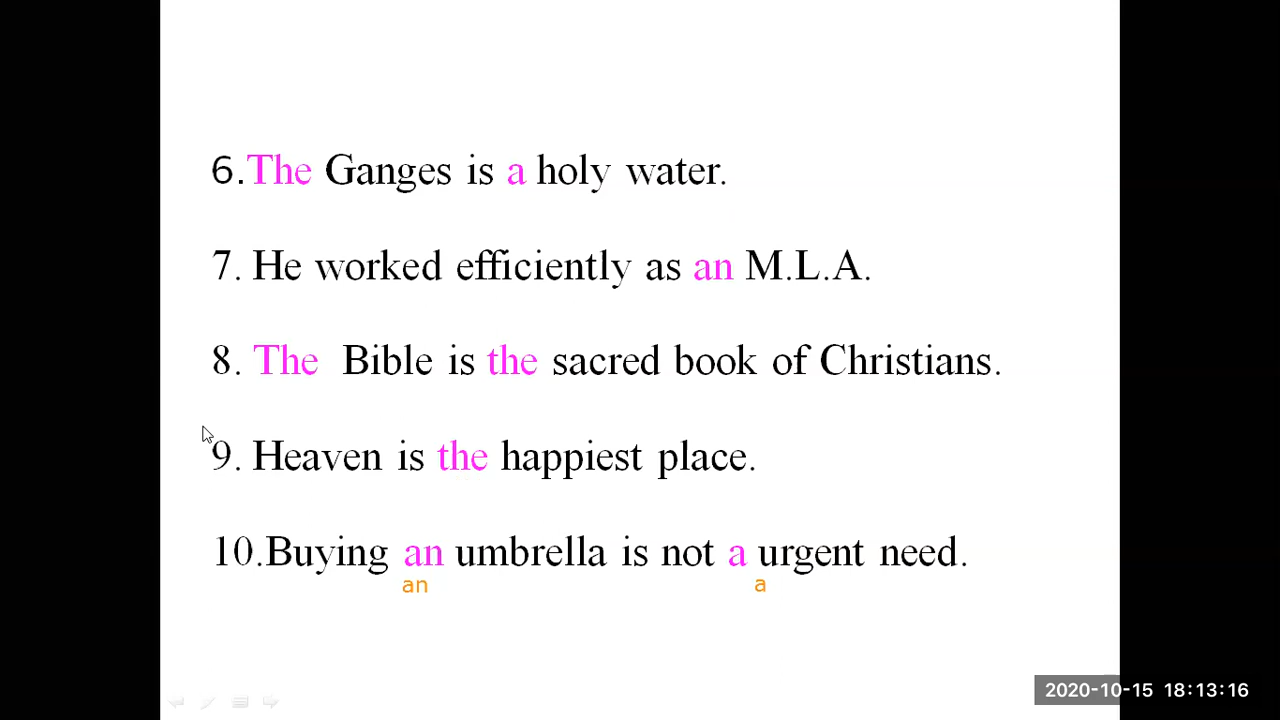 6.The Ganges is a holy water.
7. He worked efficiently as an M.L.A.
8. The Bible is the sacred book of Christians.
9. Heaven is the happiest place.
10.Buying an umbrella is not a urgent need.
an a
2020-10-15 18:13:16